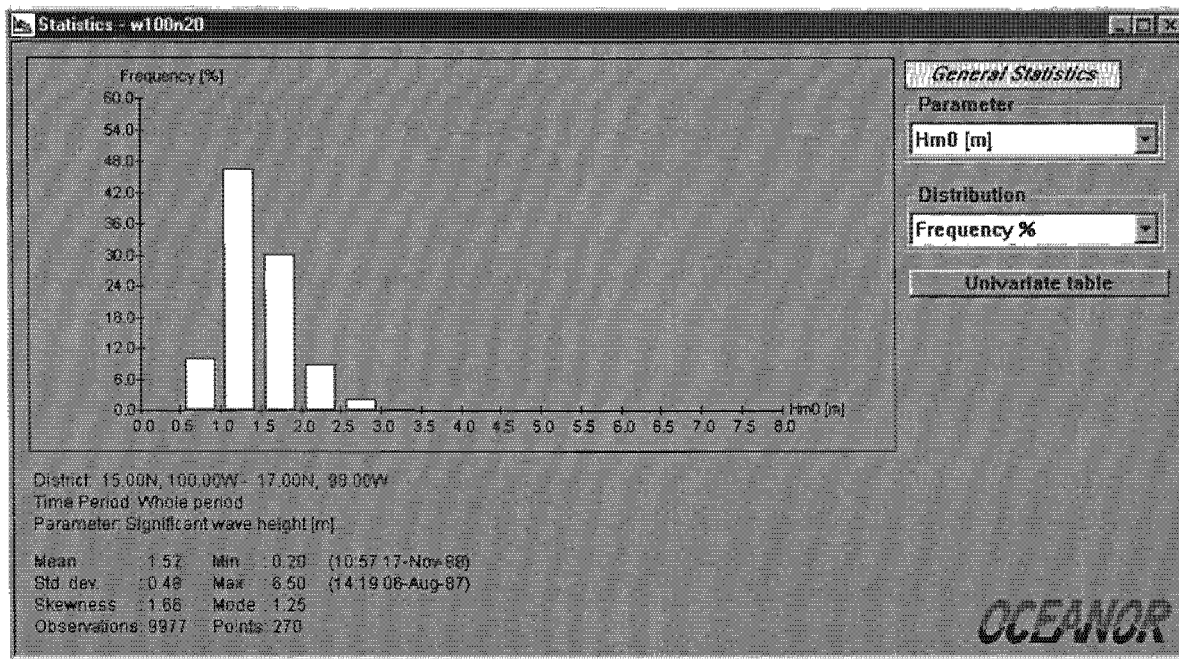 Statistics - w100n20
Frequency [%]
60.0
54.0
48.0
42.0
36.0
30.0
24.0
18.0
12.0
6.0
0.0
0.0 0.5 1.0 1.5 2.0 2.5 3.0 3.5 4.0 4.5 5.0 5.5 6.0 6.5 7.0 7.5 8.0
Hm0 [m]
General Statistics
Parameter
Hm0 [m]
Distribution
Frequency %
Univariate table
District: 15.00N, 100.00W - 17.00N, 98.00W
Time Period: Whole period
Parameter: Significant wave height [m]
Mean : 1.57 Min : 0.20 (10:57 17-Nov-88)
Std. dev. : 0.48 Max : 6.50 (14:19 06-Aug-87)
Skewness : 1.66 Mode : 1.25
Observations: 9977 Points: 270
OCEANOR